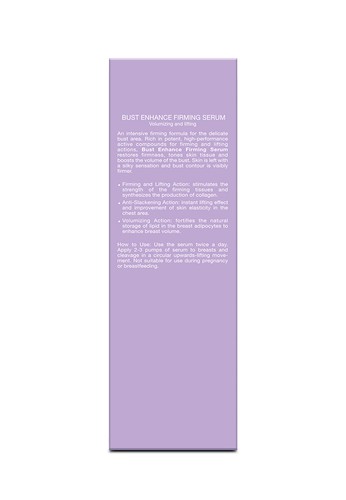 BUST ENHANCE FIRMING SERUM
Volumizing and lifting
An intensive firming formula for the delicate
bust area. Rich in potent, high-performance
active compounds for firming and lifting
actions, Bust Enhance Firming Serum
restores firmness, tones skin tissue and
boosts the volume of the bust. Skin is left with
a silky sensation and bust contour is visibly
firmer.
• Firming and Lifting Action: stimulates the
strength of the firming tissues and
synthesizes the production of collagen.
• Anti-Slackening Action: Instant lifting effect
and improvement of skin elasticity in the
chest area.
• Volumizing Action: fortifies the natural
storage of lipid in the breast adipocytes to
enhance breast volume.
How to Use: Use the serum twice a day.
Apply 2-3 pumps of serum to breasts and
cleavage in a circular upwards-lifting move-
ment. Not suitable for use during pregnancy
or breastfeeding.